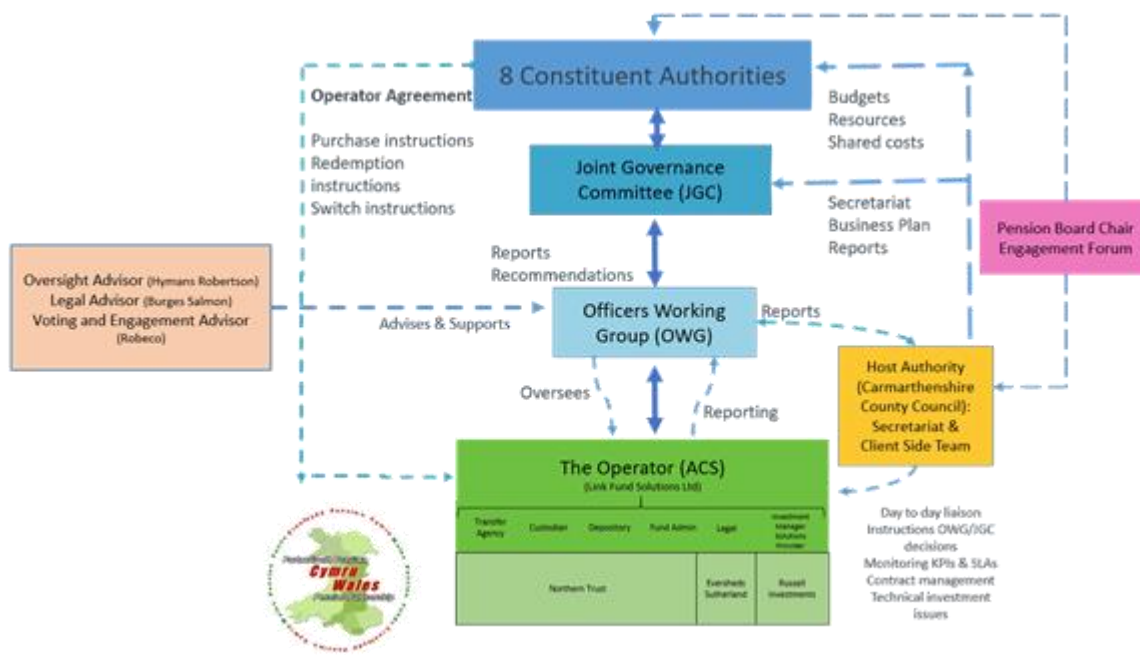 8 Constituent Authorities
Operator Agreement
Purchase instructions
Redemption
instructions
Switch instructions
Budgets
Resources
Shared costs
Joint Governance
Committee (JGC)
Secretariat
Business Plan
Reports
Pension Board Chair
Engagement Forum
Oversight Advisor (Hymans Robertson)
Legal Advisor (Burges Salmon)
Voting and Engagement Advisor
(Robeco)
Reports
Recommendations
Advises & Supports
Officers Working
Group (OWG)
Reports
Host Authority
(Carmarthenshire
County Council):
Secretariat &
Client Side Team
Oversees
Reporting
The Operator (ACS)
(Link Fund Solutions Ltd)
Transfer
Agency
Custodian
Depository
Fund Admin
Legal
Investment
Manager
Solutions
Provider
Northern Trust
Eversheds
Sutherland
Russell
Investments
Day to day liaison
Instructions OWG/JGC
decisions
Monitoring KPIs & SLAs
Contract management
Technical investment
issues
Cymru
Wales